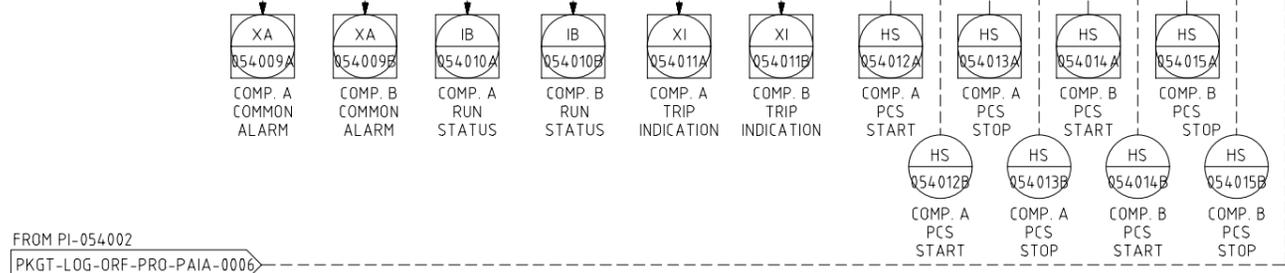 XA XA IB IB XI XI HS HS HS HS
054009A 054009B 054010A 054010B 054011A 054011B 054012A 054013A 054014A 054015A
COMP. A COMP. B COMP. A COMP. B COMP. A COMP. B COMP. A COMP. A COMP. B COMP. B
COMMON COMMON RUN RUN TRIP TRIP PCS PCS PCS PCS
ALARM ALARM STATUS STATUS INDICATION INDICATION START STOP START STOP
HS HS HS HS
054012B 054013B 054014B 054015B
COMP. A COMP. A COMP. B COMP. B
PCS PCS PCS PCS
START STOP START STOP
FROM PI-054002
PKGT-LOG-ORF-PRO-PAIA-0006